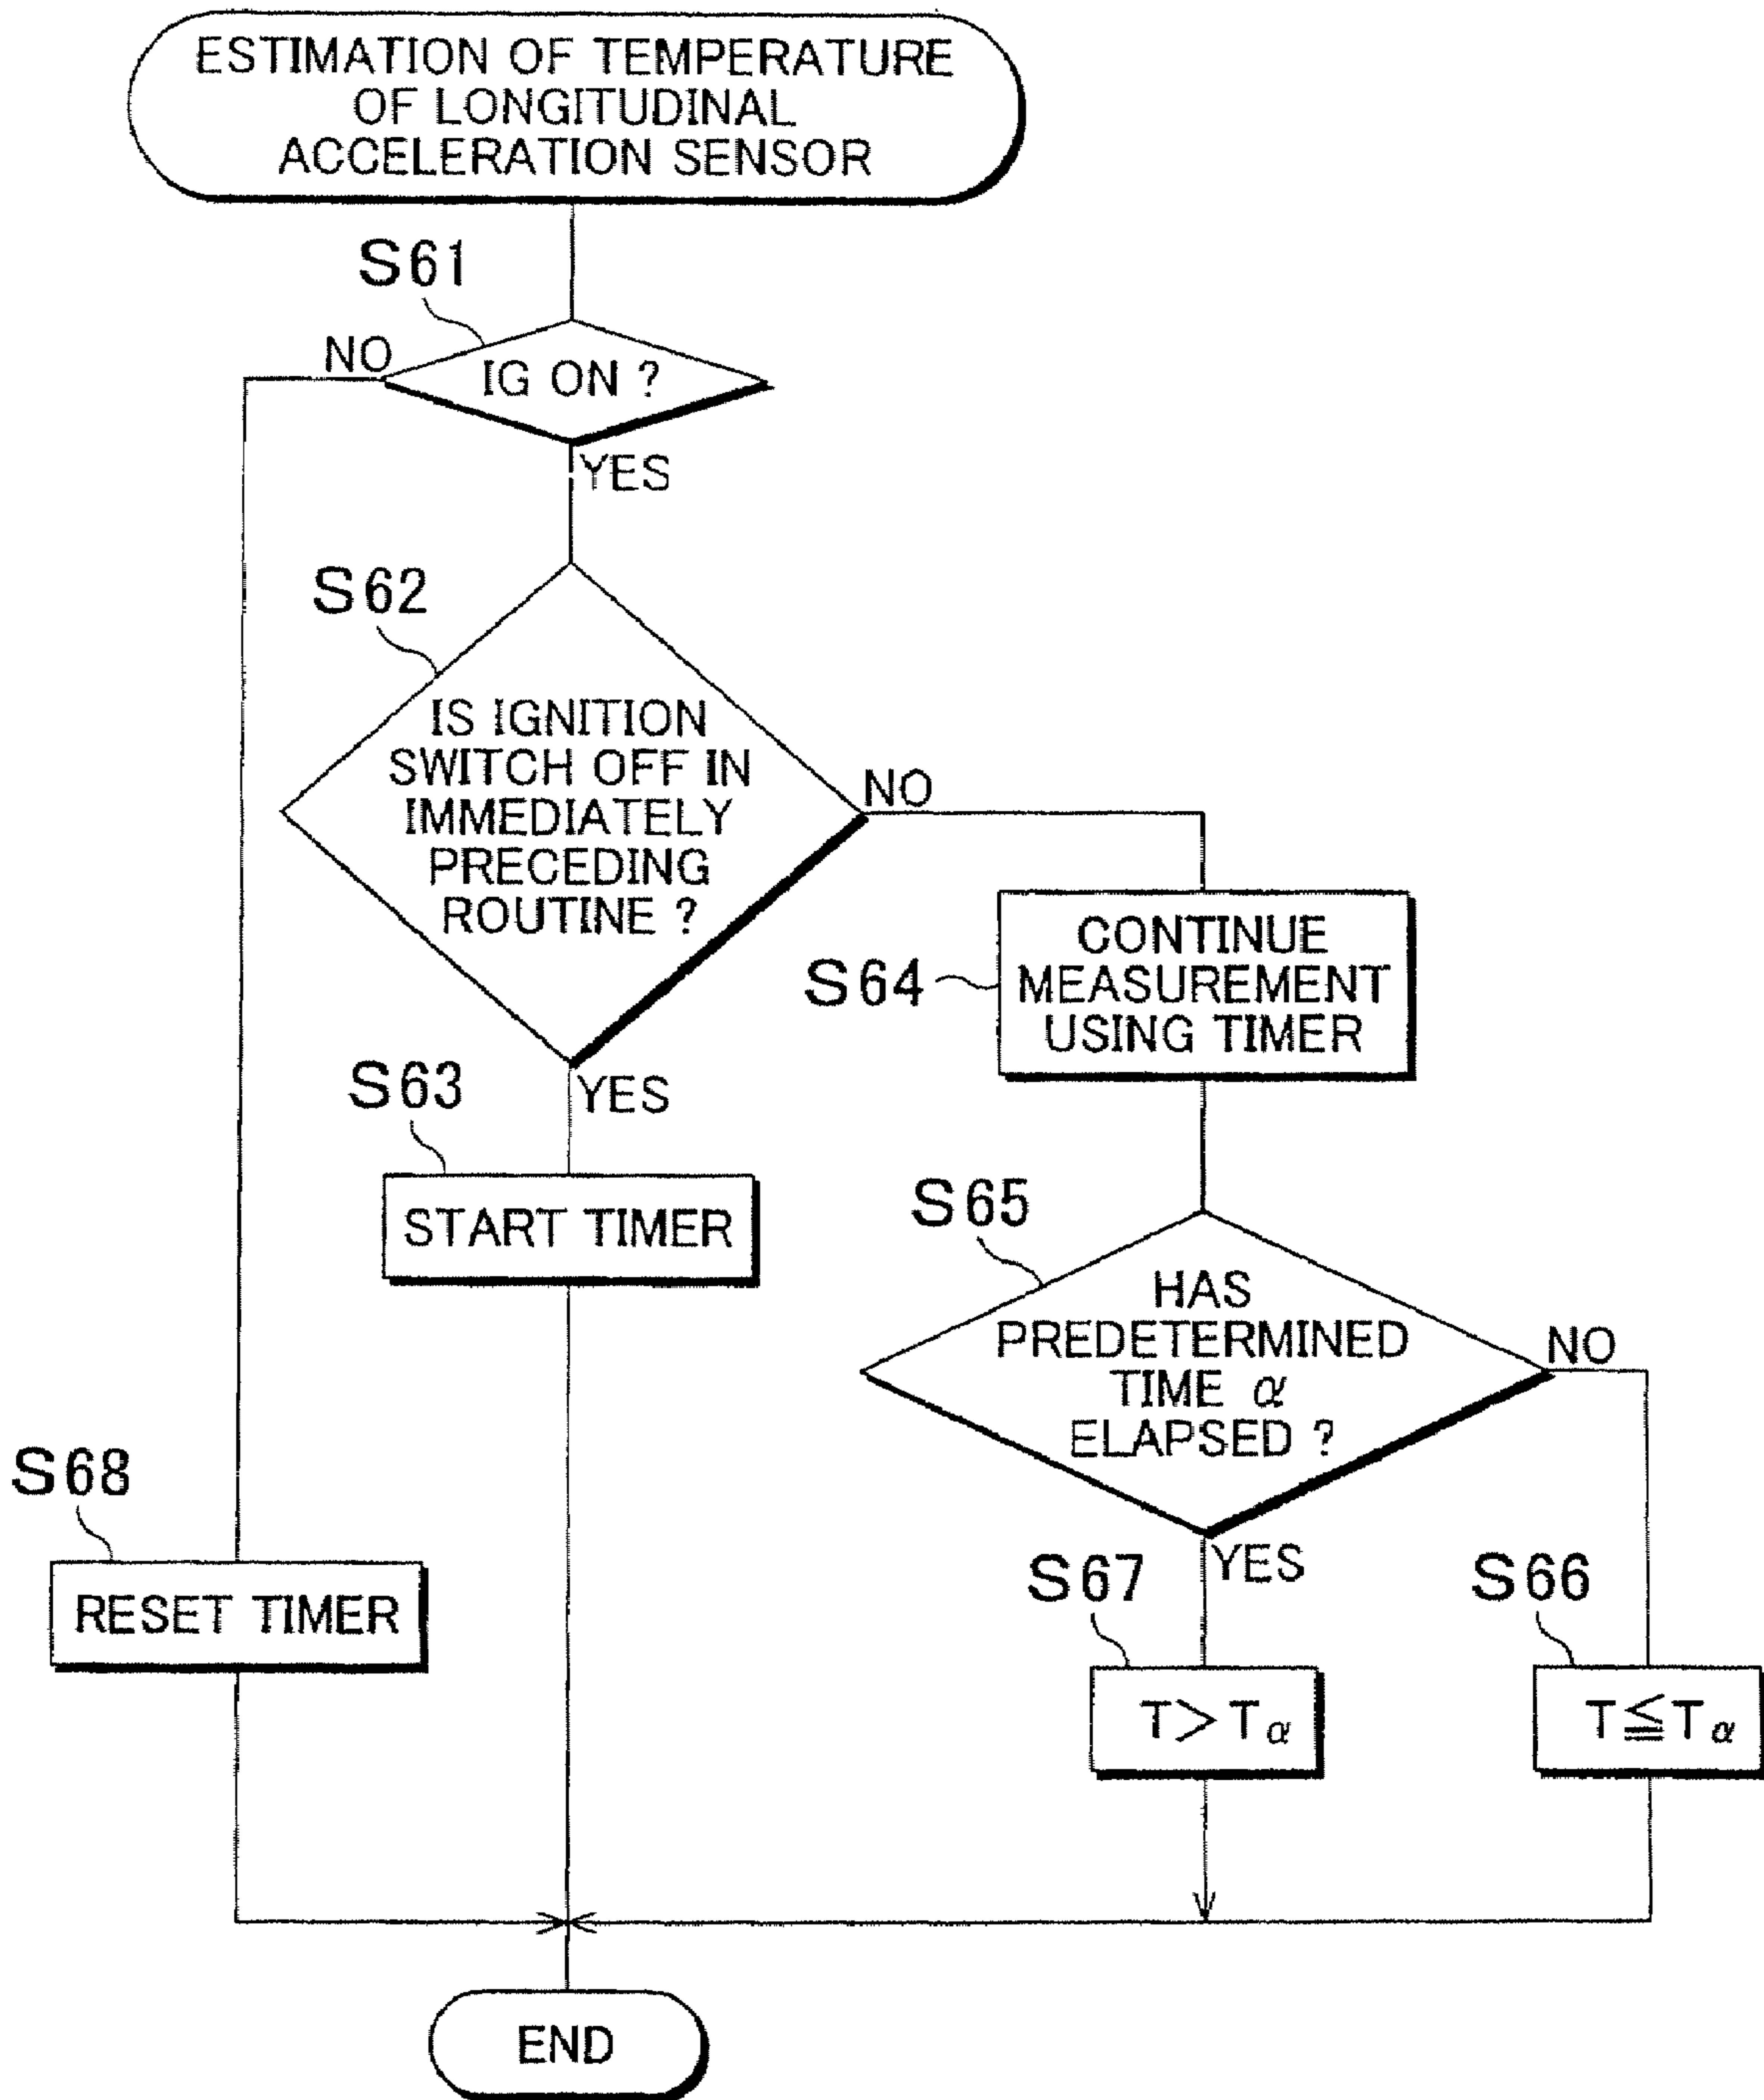 ESTIMATION OF TEMPERATURE
OF LONGITUDINAL
ACCELERATION SENSOR
S61
NO
IG ON ?
YES
S62
IS IGNITION
SWITCH OFF IN
IMMEDIATELY
PRECEDING
ROUTINE ?
NO
YES
S64
CONTINUE
MEASUREMENT
USING TIMER
S63
START TIMER
S65
HAS
PREDETERMINED
TIME α
ELAPSED ?
NO
YES
S68
RESET TIMER
S67
T>Tα
S66
T≦Tα
END